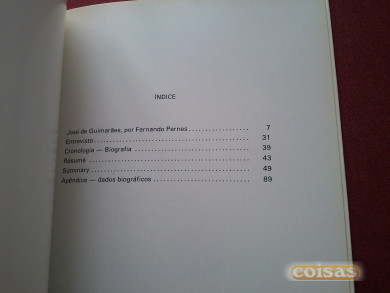 ÍNDICE
José de Guimarães, por Fernando Pernes . . . . . . . . . . . . . . . . 7
Entrevista . . . . . . . . . . . . . . . . . . . . . . . . . . . . . . . . . . . . . . . . 31
Cronologia — Biografia . . . . . . . . . . . . . . . . . . . . . . . . . . . . . 39
Résumé . . . . . . . . . . . . . . . . . . . . . . . . . . . . . . . . . . . . . . . . . 43
Summary . . . . . . . . . . . . . . . . . . . . . . . . . . . . . . . . . . . . . . . . 49
Apêndice — dados biográficos . . . . . . . . . . . . . . . . . . . . . . . . 89
coisas